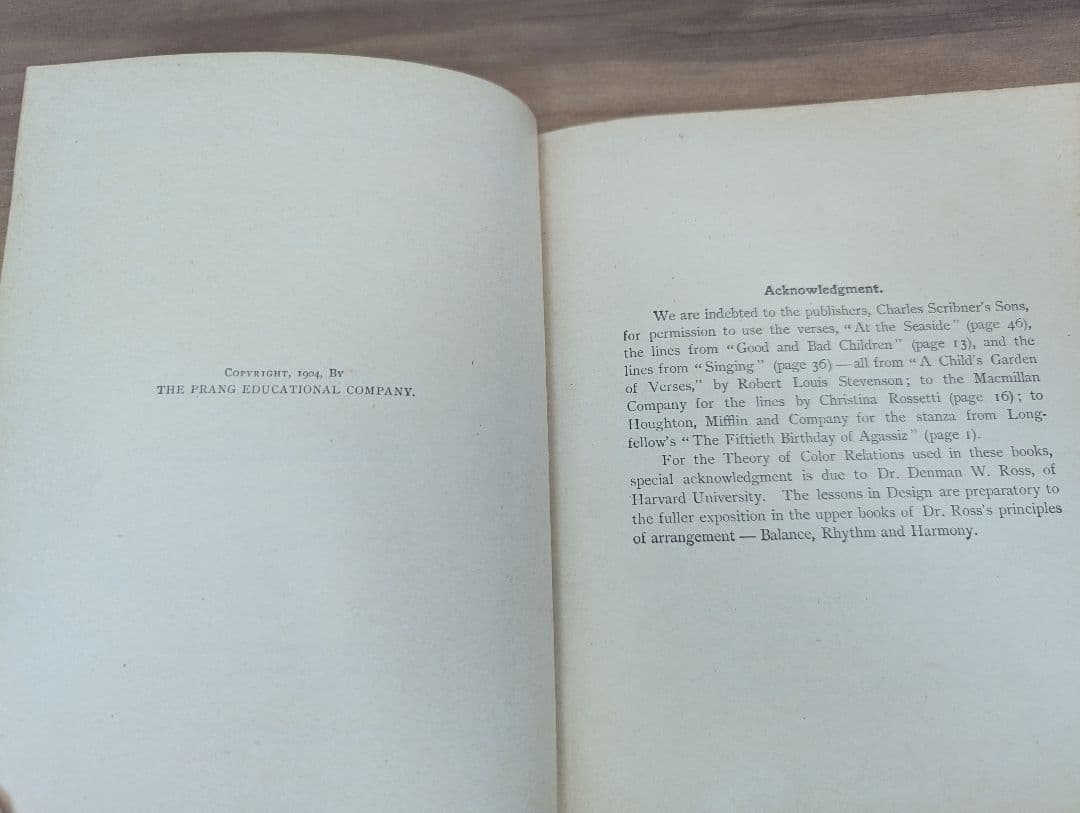 COPYRIGHT, 1904, BY
THE PRANG EDUCATIONAL COMPANY.
Acknowledgment.
We are indebted to the publishers, Charles Scribner's Sons,
for permission to use the verses, “At the Seaside” (page 46),
the lines from “Good and Bad Children” (page 13), and the
lines from “Singing” (page 36)—all from “A Child's Garden
of Verses,” by Robert Louis Stevenson; to the Macmillan
Company for the lines by Christina Rossetti (page 16); to
Houghton, Mifflin and Company for the stanza from Long-
fellow's “The Fiftieth Birthday of Agassiz” (page 1).
For the Theory of Color Relations used in these books,
special acknowledgment is due to Dr. Denman W. Ross, of
Harvard University. The lessons in Design are preparatory to
the fuller exposition in the upper books of Dr. Ross's principles
of arrangement — Balance, Rhythm and Harmony.